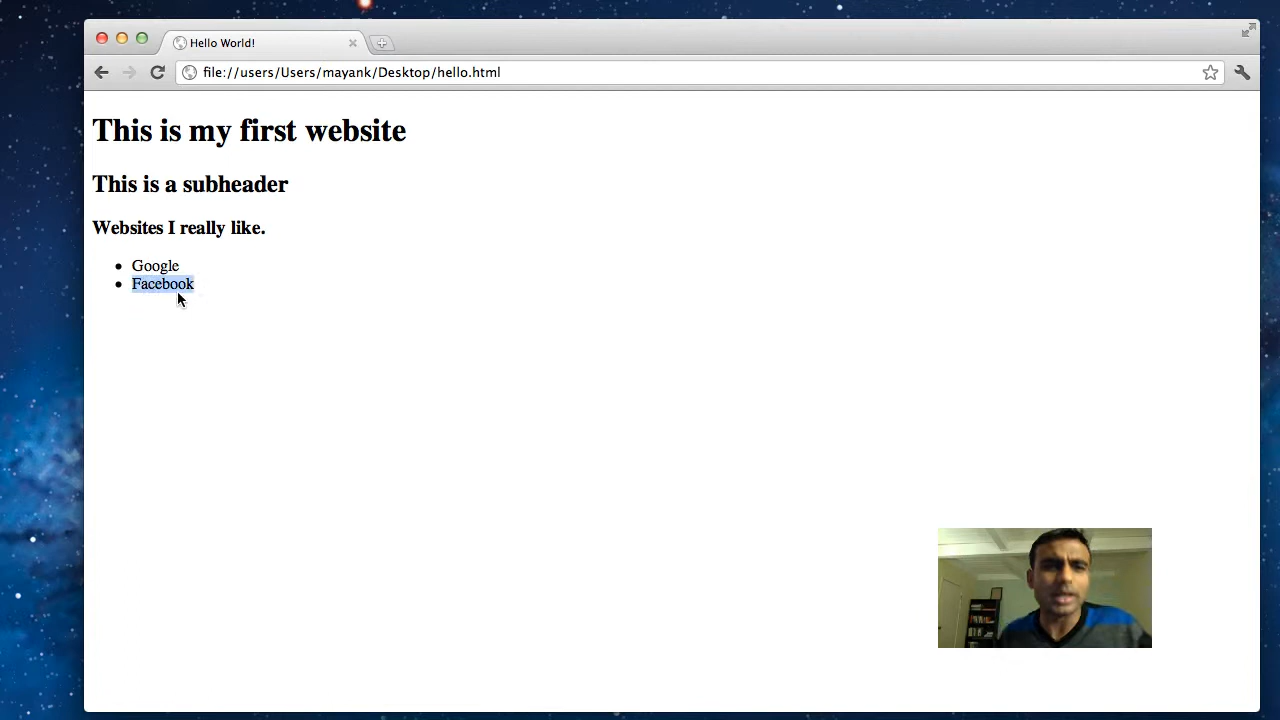 Hello World!
file://users/Users/mayank/Desktop/hello.html
This is my first website
This is a subheader
Websites I really like.
Google
Facebook